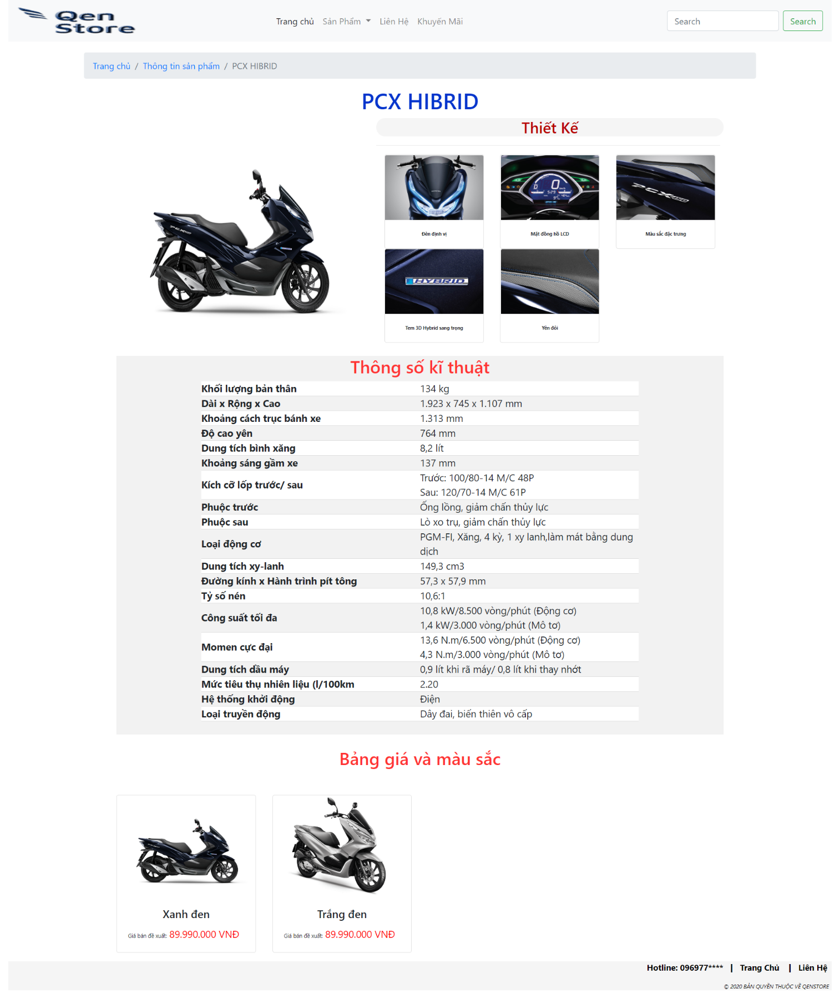 Qen
Store
Trang chủ Sản Phẩm Liên Hệ Khuyến Mãi
Search Search
Trang chủ / Thông tin sản phẩm / PCX HIBRID
PCX HIBRID
Thiết Kế
Đèn định vị
Mặt đồng hồ LCD
PCX
Màu sắc đặc trưng
HYBRID
Tem 3D Hybrid sang trọng
Yên đôi
Thông số kĩ thuật
Khối lượng bản thân 134 kg
Dài x Rộng x Cao 1.923 x 745 x 1.107 mm
Khoảng cách trục bánh xe 1.313 mm
Độ cao yên 764 mm
Dung tích bình xăng 8,2 lít
Khoảng sáng gầm xe 137 mm
Kích cỡ lốp trước/ sau Trước: 100/80-14 M/C 48P
Sau: 120/70-14 M/C 61P
Phuộc trước Ống lồng, giảm chấn thủy lực
Phuộc sau Lò xo trụ, giảm chấn thủy lực
Loại động cơ PGM-FI, Xăng, 4 kỳ, 1 xy lanh,làm mát bằng dung
dịch
Dung tích xy-lanh 149,3 cm3
Đường kính x Hành trình pít tông 57,3 x 57,9 mm
Tỷ số nén 10,6:1
Công suất tối đa 10,8 kW/8.500 vòng/phút (Động cơ)
1,4 kW/3.000 vòng/phút (Mô tơ)
Momen cực đại 13,6 N.m/6.500 vòng/phút (Động cơ)
4,3 N.m/3.000 vòng/phút (Mô tơ)
Dung tích dầu máy 0,9 lít khi rã máy/ 0,8 lít khi thay nhớt
Mức tiêu thụ nhiên liệu (l/100km 2.20
Hệ thống khởi động Điện
Loại truyền động Dây đai, biến thiên vô cấp
Bảng giá và màu sắc
Xanh đen
Giá bán đề xuất: 89.990.000 VNĐ
Trắng đen
Giá bán đề xuất: 89.990.000 VNĐ
Hotline: 096977**** | Trang Chủ | Liên Hệ
© 2020 BẢN QUYỀN THUỘC VỀ QENSTORE